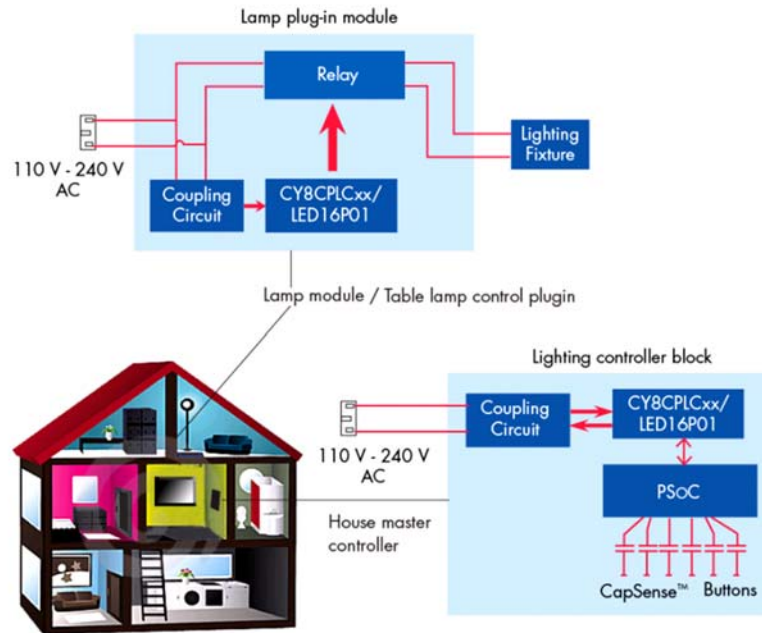 Lamp plug-in module
Relay
110 V - 240 V
AC
Coupling
Circuit
CY8CPLCxx/
LED16P01
Lighting
Fixture
Lamp module / Table lamp control plugin
Lighting controller block
110 V - 240 V
AC
Coupling
Circuit
CY8CPLCxx/
LED16P01
PSoC
House master
controller
CapSense™ Buttons